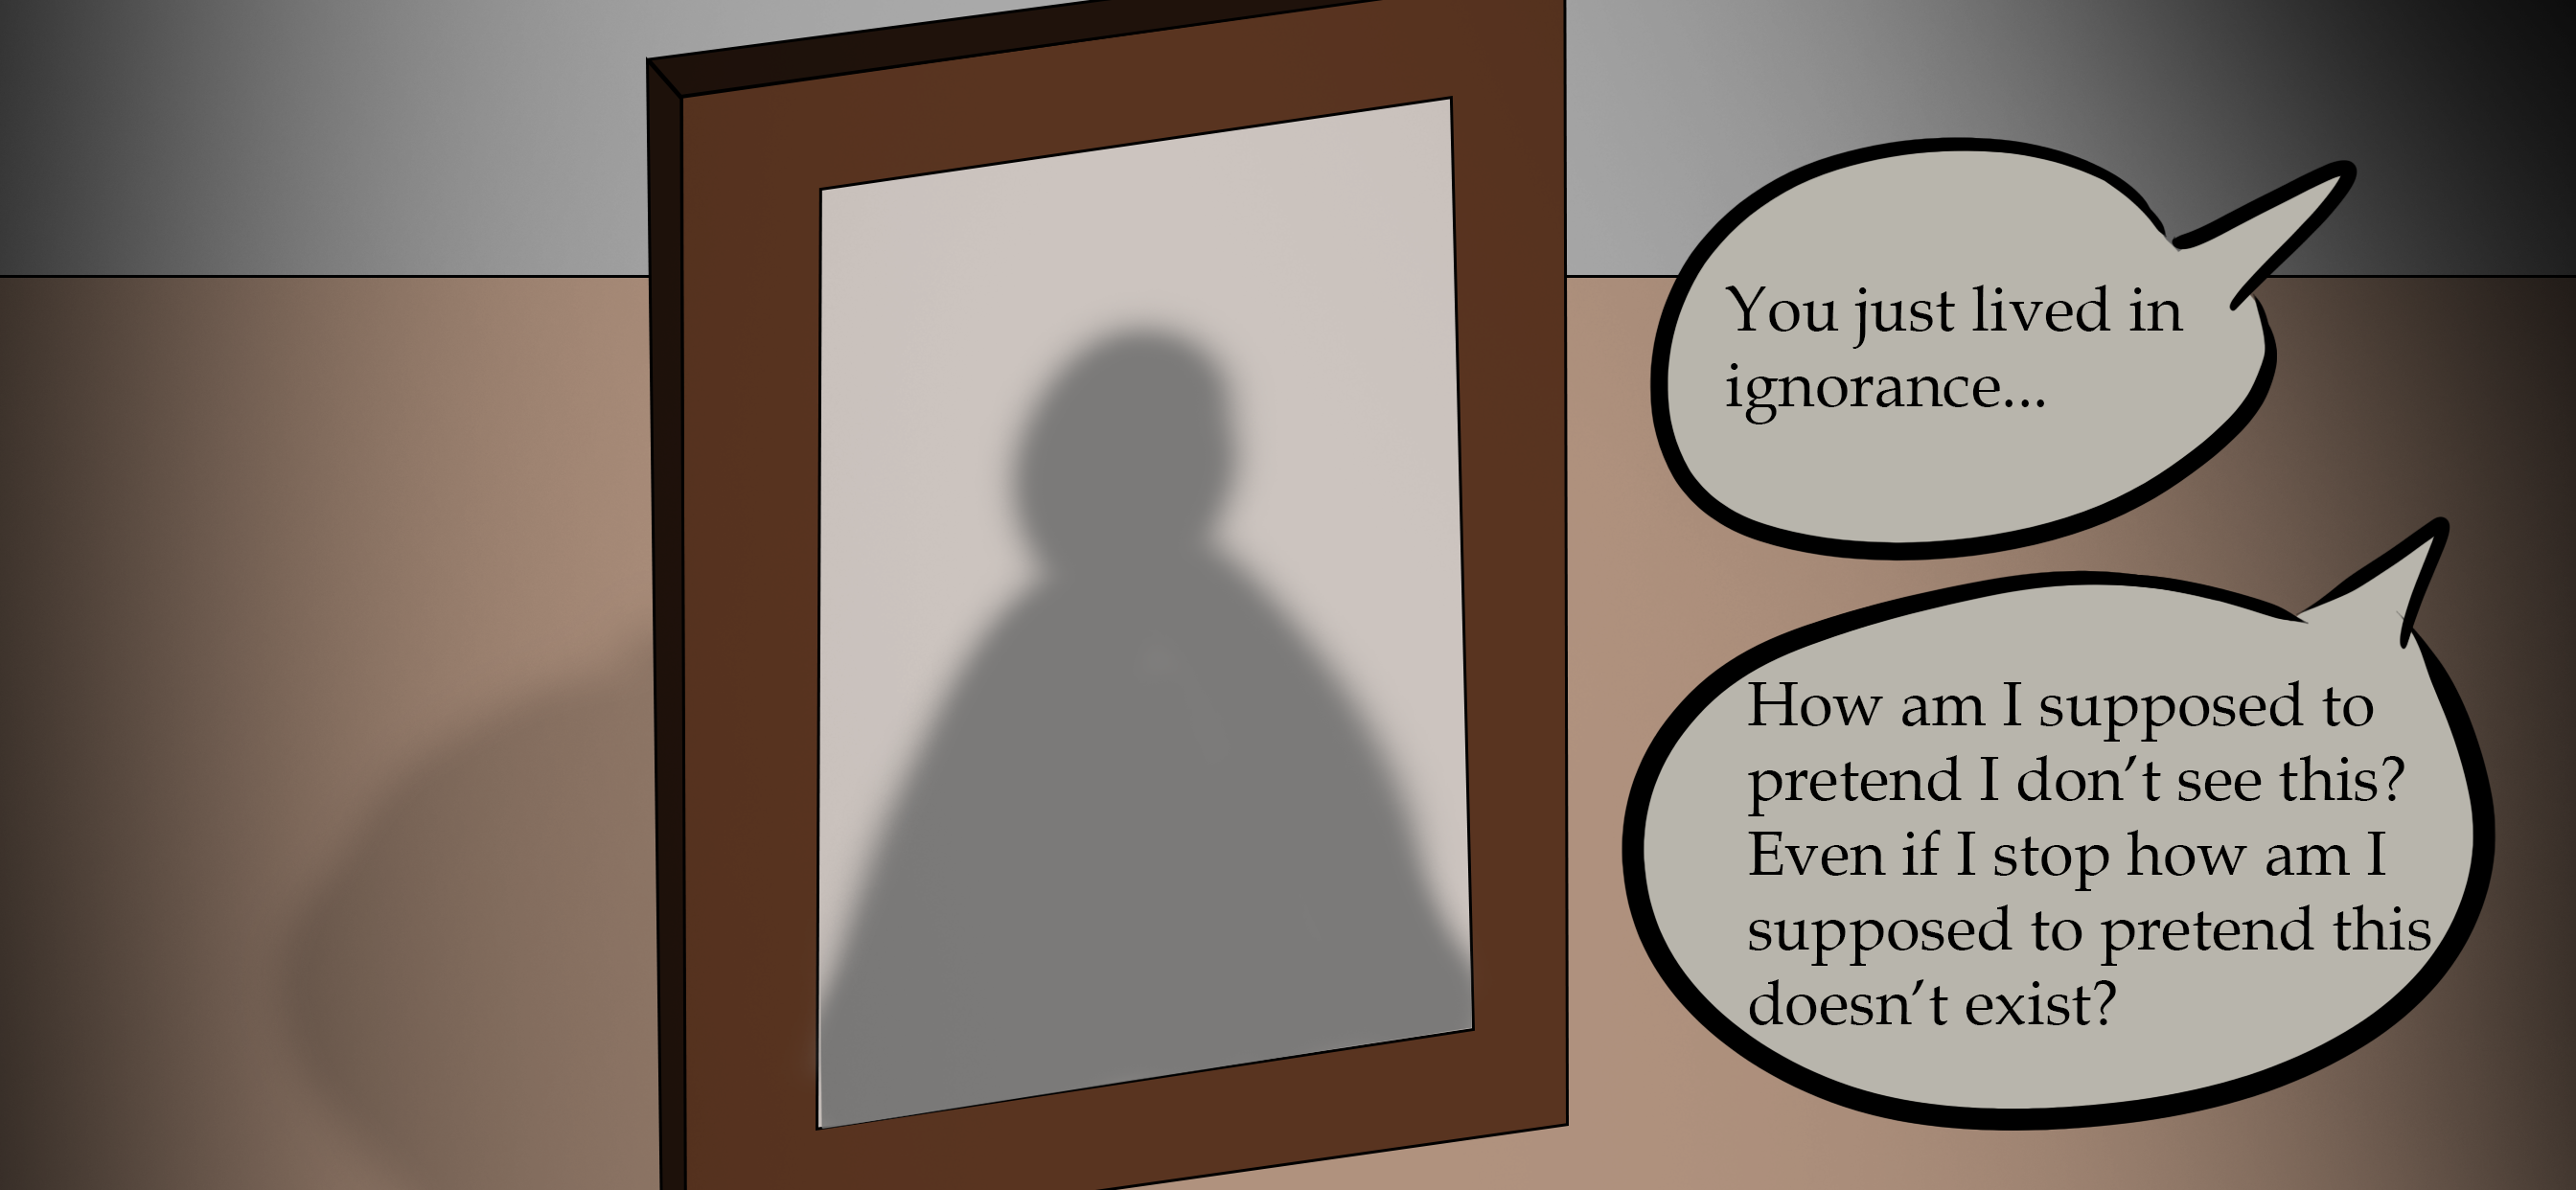 You just lived in
ignorance...
How am I supposed to
pretend I don’t see this?
Even if I stop how am I
supposed to pretend this
doesn’t exist?